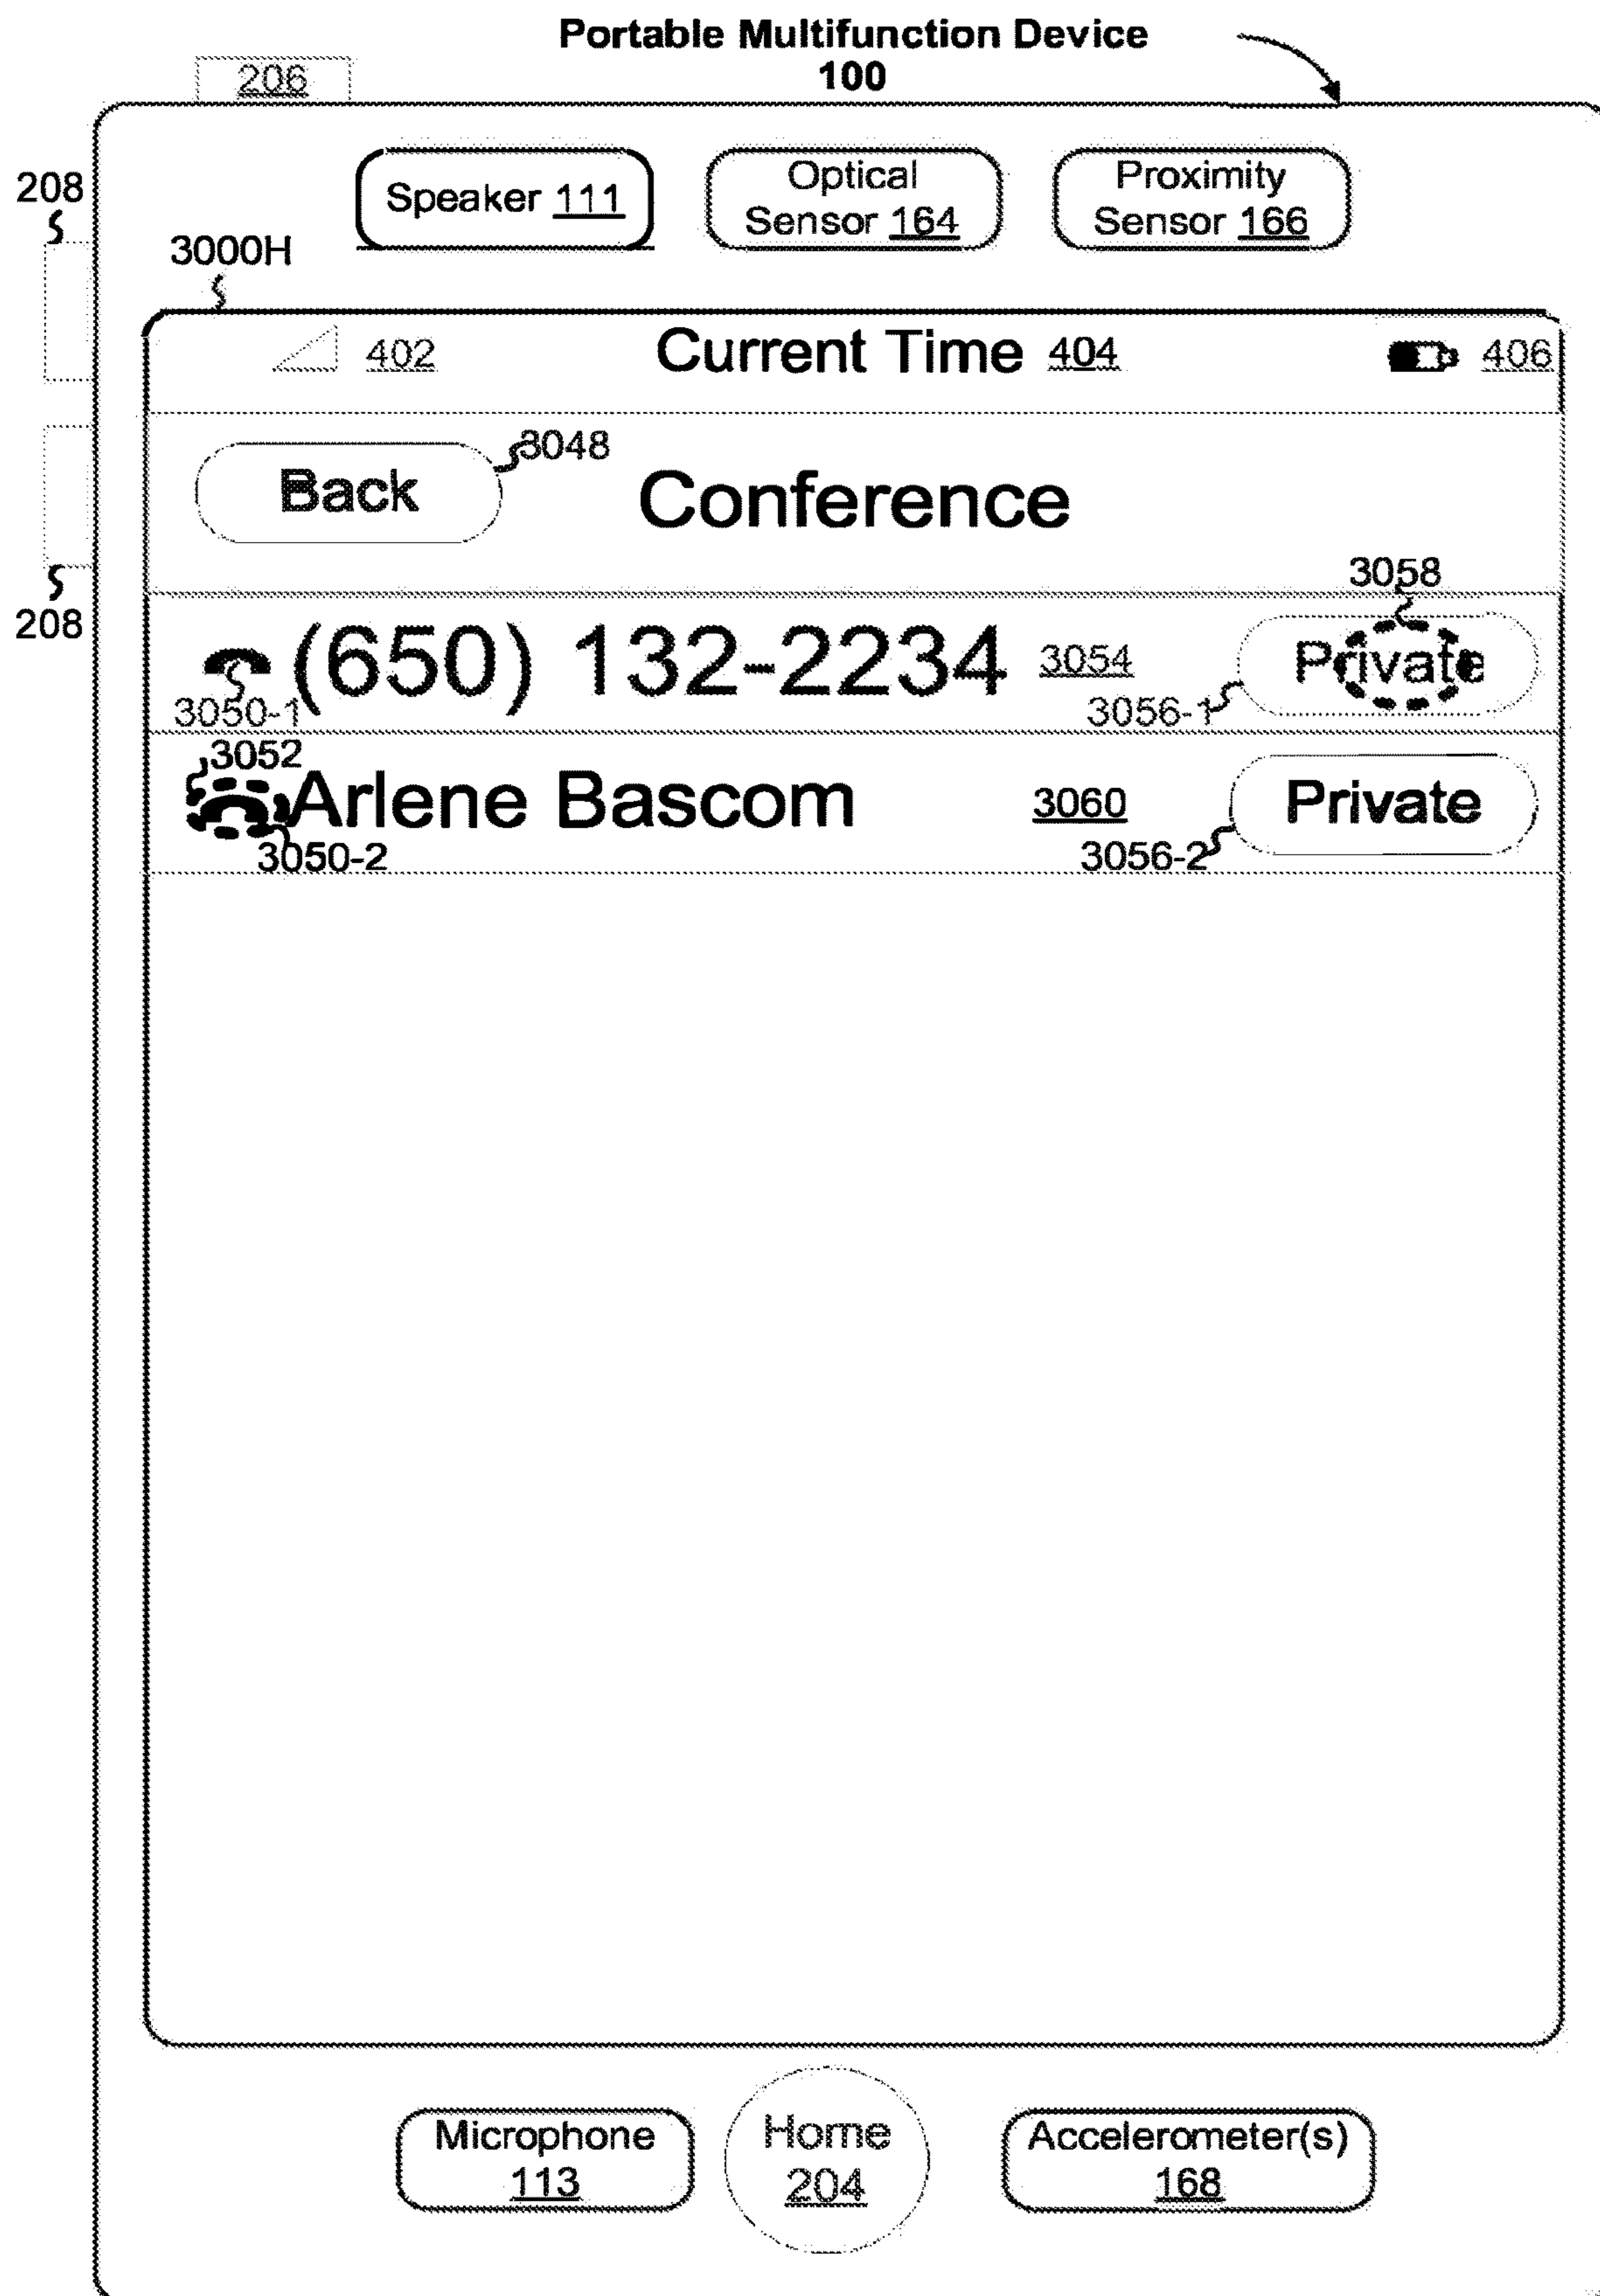 Portable Multifunction Device
100
206
Speaker 111
Optical
Sensor 164
Proximity
Sensor 166
208
3000H
402
Current Time 404
406
Back
3048
Conference
208
3058
(650) 132-2234
3054
Private
3050-1
3056-1
3052
Arlene Bascom
3060
Private
3050-2
3056-2
Microphone
113
Home
204
Accelerometer(s)
168